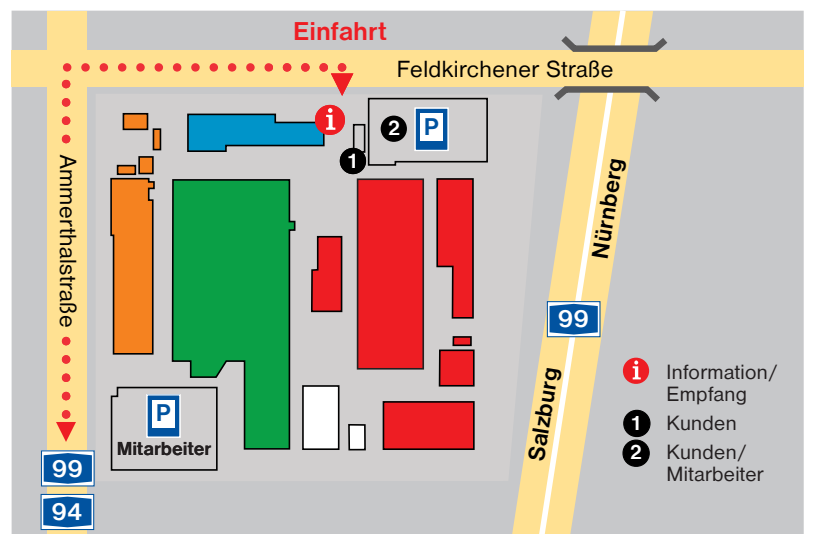 Einfahrt
Feldkirchener Straße
i
2
P
1
Ammerthalstraße
Nürnberg
99
Salzburg
P
Mitarbeiter
99
94
i Information/
Empfang
1 Kunden
2 Kunden/
Mitarbeiter